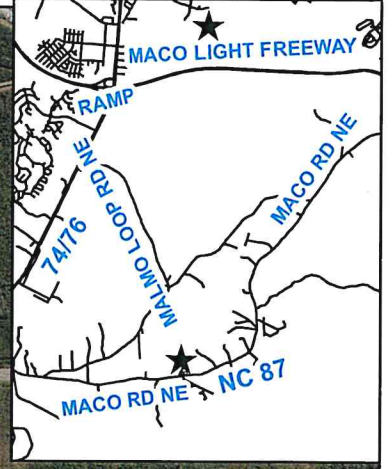 MACO LIGHT FREEWAY
RAMP
MALMO LOOP RD NE
MACO RD NE
74/76
MACO RD NE
NC 87